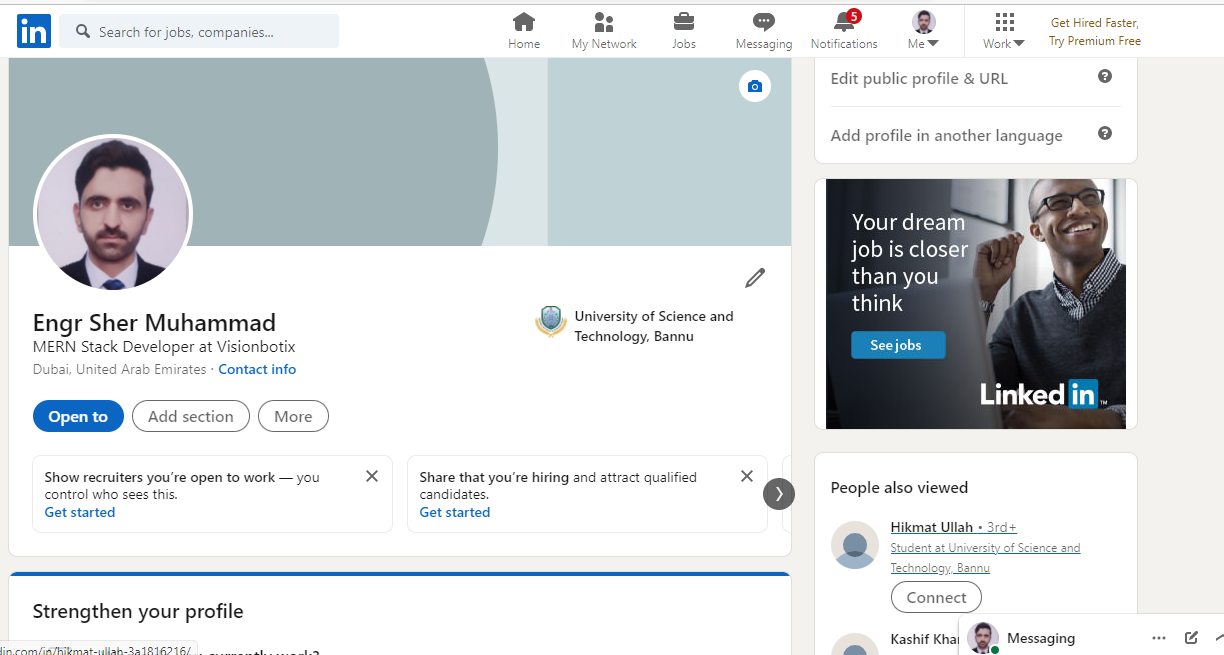 in
Search for jobs, companies...
Home
My Network
Jobs
Messaging
5
Notifications
Me
Work
Get Hired Faster,
Try Premium Free
Edit public profile & URL
?
Add profile in another language
?
Engr Sher Muhammad
MERN Stack Developer at Visionbotix
Dubai, United Arab Emirates · Contact info
University of Science and
Technology, Bannu
Open to
Add section
More
Show recruiters you’re open to work — you
control who sees this.
Get started
Share that you’re hiring and attract qualified
candidates.
Get started
Strengthen your profile
currently work?
din.com/in/hikmat-ullah-3a1816216/
Your dream
job is closer
than you
think
See jobs
Linked in TM
People also viewed
Hikmat Ullah • 3rd+
Student at University of Science and
Technology, Bannu
Connect
Kashif Khan
Messaging